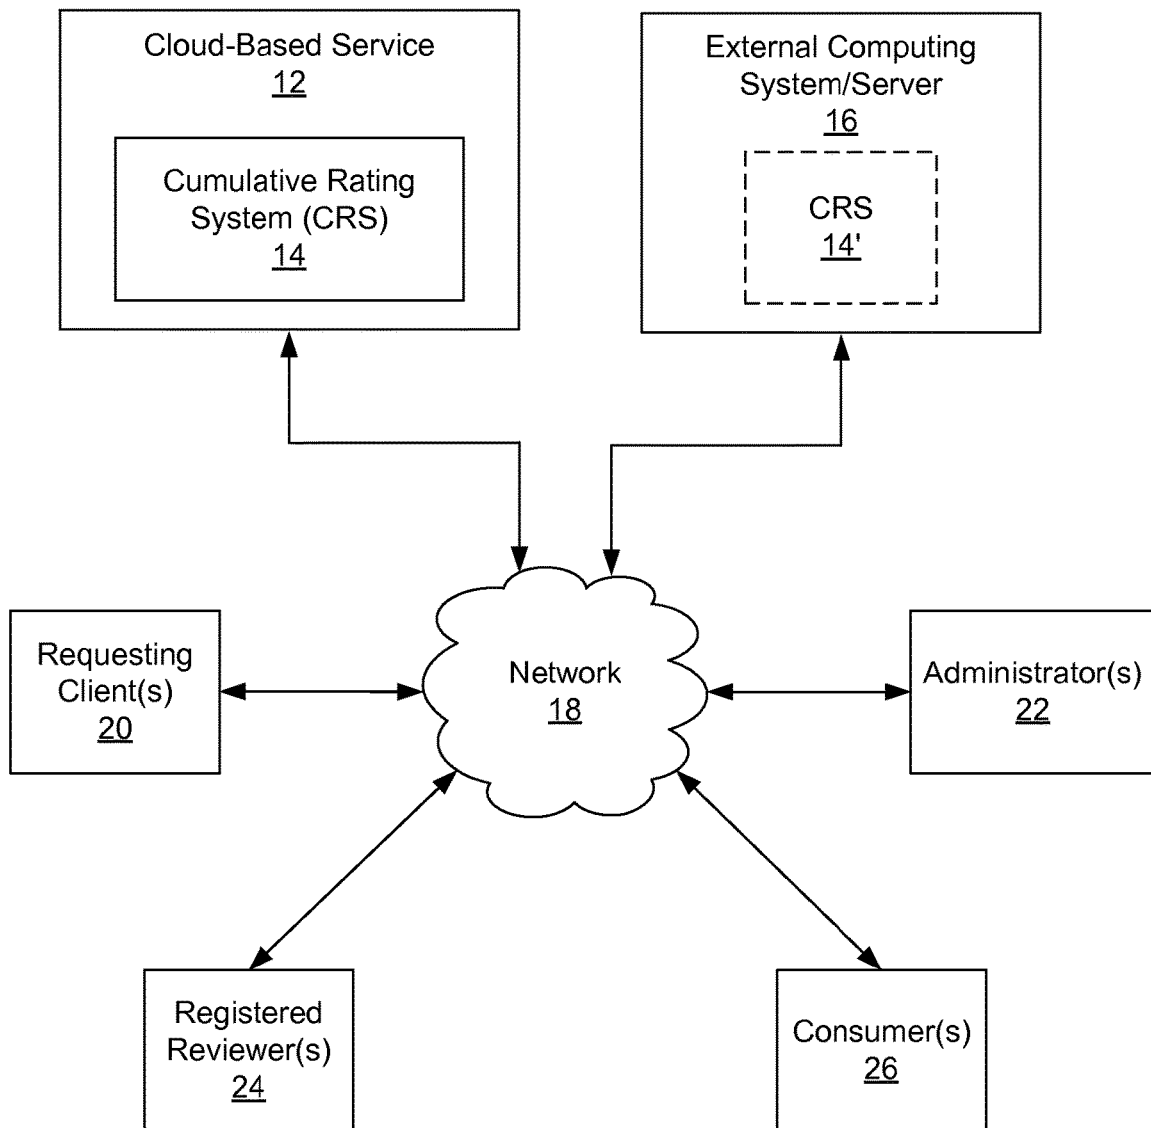 Cloud-Based Service
12
Cumulative Rating
System (CRS)
14
External Computing
System/Server
16
CRS
14'
Network
18
Requesting
Client(s)
20
Administrator(s)
22
Registered
Reviewer(s)
24
Consumer(s)
26